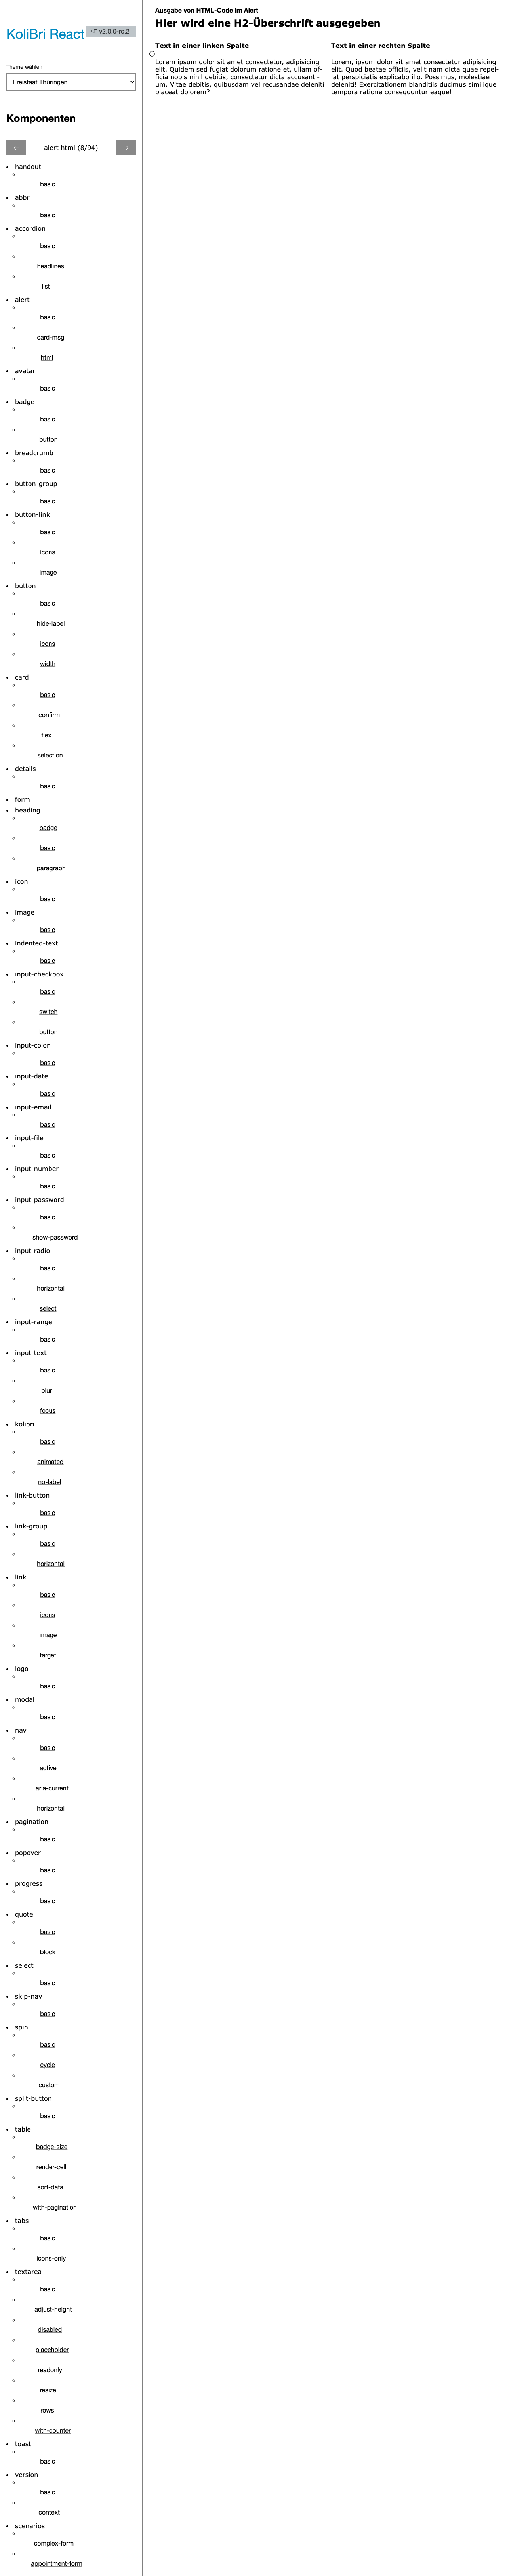 KoliBri React
v2.0.0-rc.2
Theme wählen
Freistaat Thüringen
Komponenten
← alert html (8/94) →
handout
basic
abbr
basic
accordion
basic
headlines
list
alert
basic
card-msg
html
avatar
basic
badge
basic
button
breadcrumb
basic
button-group
basic
button-link
basic
icons
image
button
basic
hide-label
icons
width
card
basic
confirm
flex
selection
details
basic
form
heading
badge
basic
paragraph
icon
basic
image
basic
indented-text
basic
input-checkbox
basic
switch
button
input-color
basic
input-date
basic
input-email
basic
input-file
basic
input-number
basic
input-password
basic
show-password
input-radio
basic
horizontal
select
input-range
basic
input-text
basic
blur
focus
kolibri
basic
animated
no-label
link-button
basic
link-group
basic
horizontal
link
basic
icons
image
target
logo
basic
modal
basic
nav
basic
active
aria-current
horizontal
pagination
basic
popover
basic
progress
basic
quote
basic
block
select
basic
skip-nav
basic
spin
basic
cycle
custom
split-button
basic
table
badge-size
render-cell
sort-data
with-pagination
tabs
basic
icons-only
textarea
basic
adjust-height
disabled
placeholder
readonly
resize
rows
with-counter
toast
basic
version
basic
context
scenarios
complex-form
appointment-form
Ausgabe von HTML-Code im Alert
Hier wird eine H2-Überschrift ausgegeben
Text in einer linken Spalte
Lorem ipsum dolor sit amet consectetur, adipisicing
elit. Quidem sed fugiat dolorum ratione et, ullam of-
ficia nobis nihil debitis, consectetur dicta accusanti-
um. Vitae debitis, quibusdam vel recusandae deleniti
placeat dolorem?
Text in einer rechten Spalte
Lorem, ipsum dolor sit amet consectetur adipisicing
elit. Quod beatae officiis, velit nam dicta quae repel-
lat perspiciatis explicabo illo. Possimus, molestiae
deleniti! Exercitationem blanditiis ducimus similique
tempora ratione consequuntur eaque!